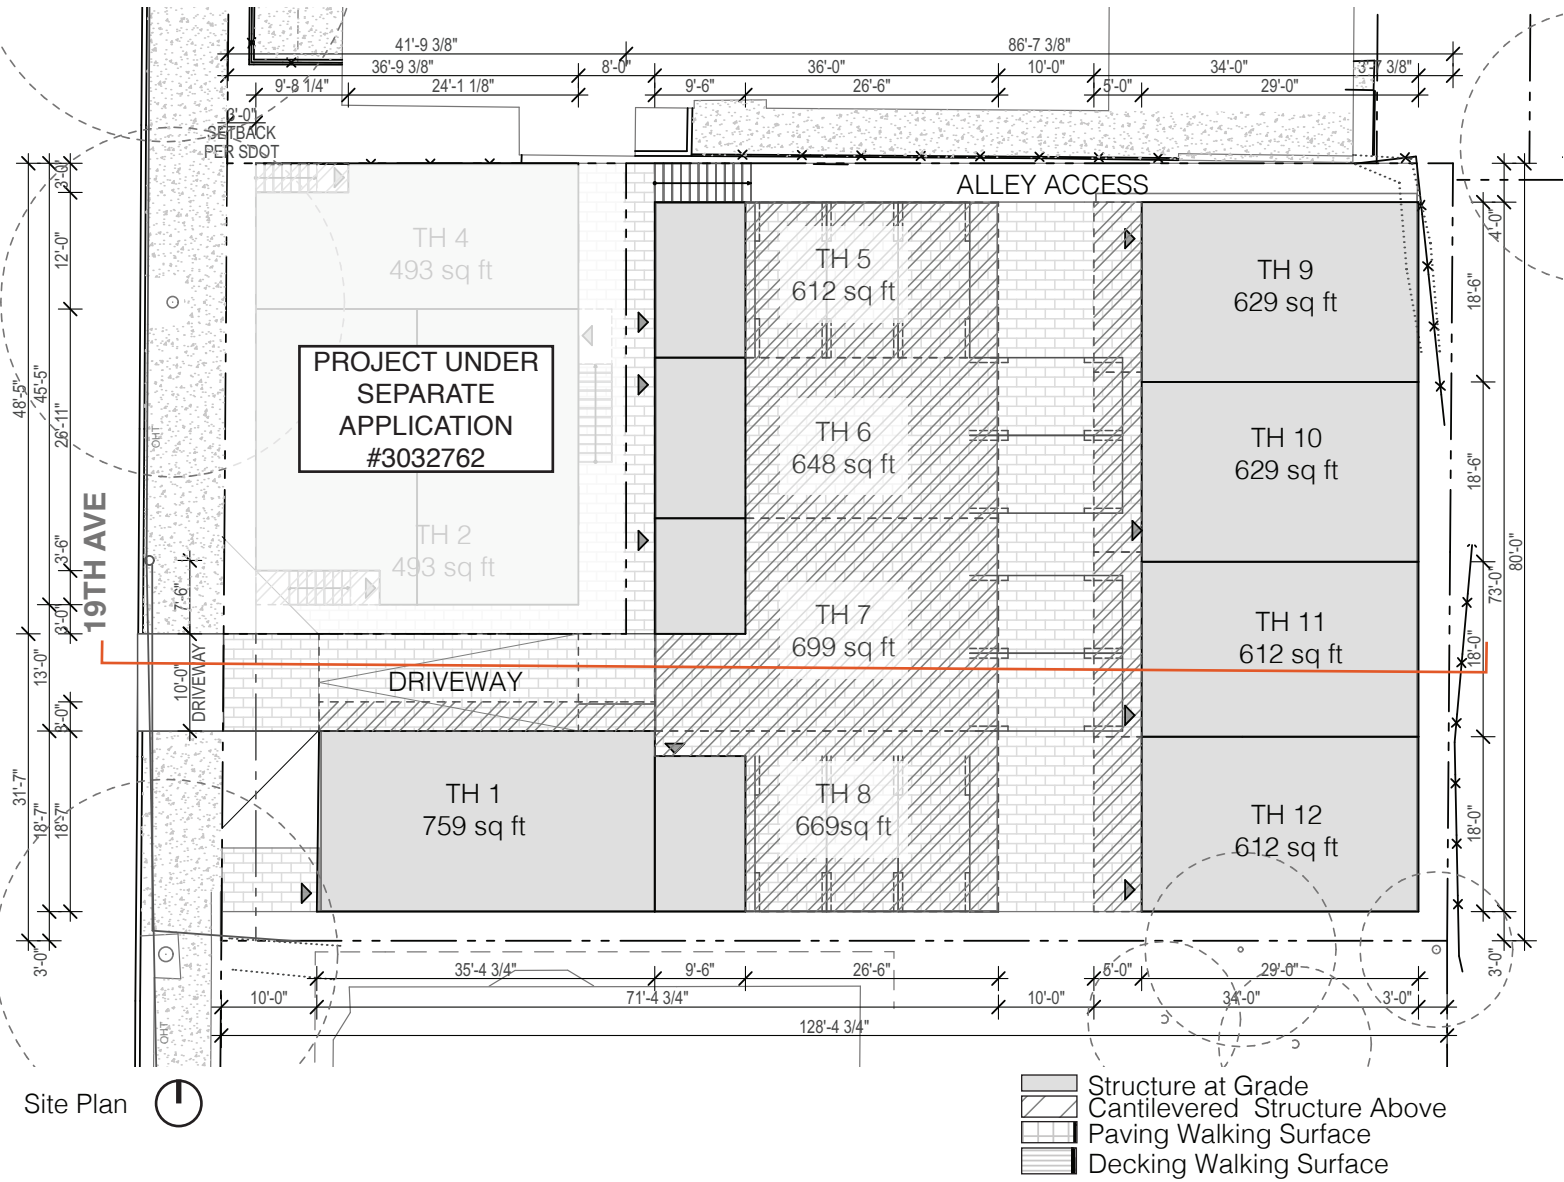 41'-9 3/8"
86'-7 3/8"
36'-9 3/8"
8'-0"
36'-0"
10'-0"
34'-0"
3'-7 3/8"
9'-8 1/4"
24'-1 1/8"
9'-6"
26'-6"
5'-0"
29'-0"
3'-0"
SETBACK
PER SDOT
ALLEY ACCESS
3'-0"
12'-0"
26'-11"
3'-6"
3'-0"
45'-5"
48'-5"
7'-6"
13'-0"
10'-0"
DRIVEWAY
3'-0"
31'-7"
18'-7"
18'-7"
3'-0"
19TH AVE
OHT
OHT
TH 4
493 sq ft
PROJECT UNDER
SEPARATE
APPLICATION
#3032762
TH 2
493 sq ft
DRIVEWAY
TH 1
759 sq ft
TH 5
612 sq ft
TH 6
648 sq ft
TH 7
699 sq ft
TH 8
669sq ft
TH 9
629 sq ft
TH 10
629 sq ft
TH 11
612 sq ft
TH 12
612 sq ft
4'-0"
18'-6"
18'-6"
18'-0"
18'-0"
73'-0"
80'-0"
3'-0"
35'-4 3/4"
9'-6"
26'-6"
5'-0"
29'-0"
10'-0"
71'-4 3/4"
10'-0"
34'-0"
3'-0"
128'-4 3/4"
Site Plan
Structure at Grade
Cantilevered Structure Above
Paving Walking Surface
Decking Walking Surface